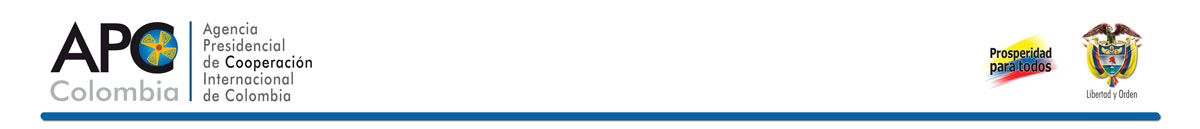 APC
Colombia
Agencia
Presidencial
de Cooperación
Internacional
de Colombia
Prosperidad
para todos
Libertad y Orden